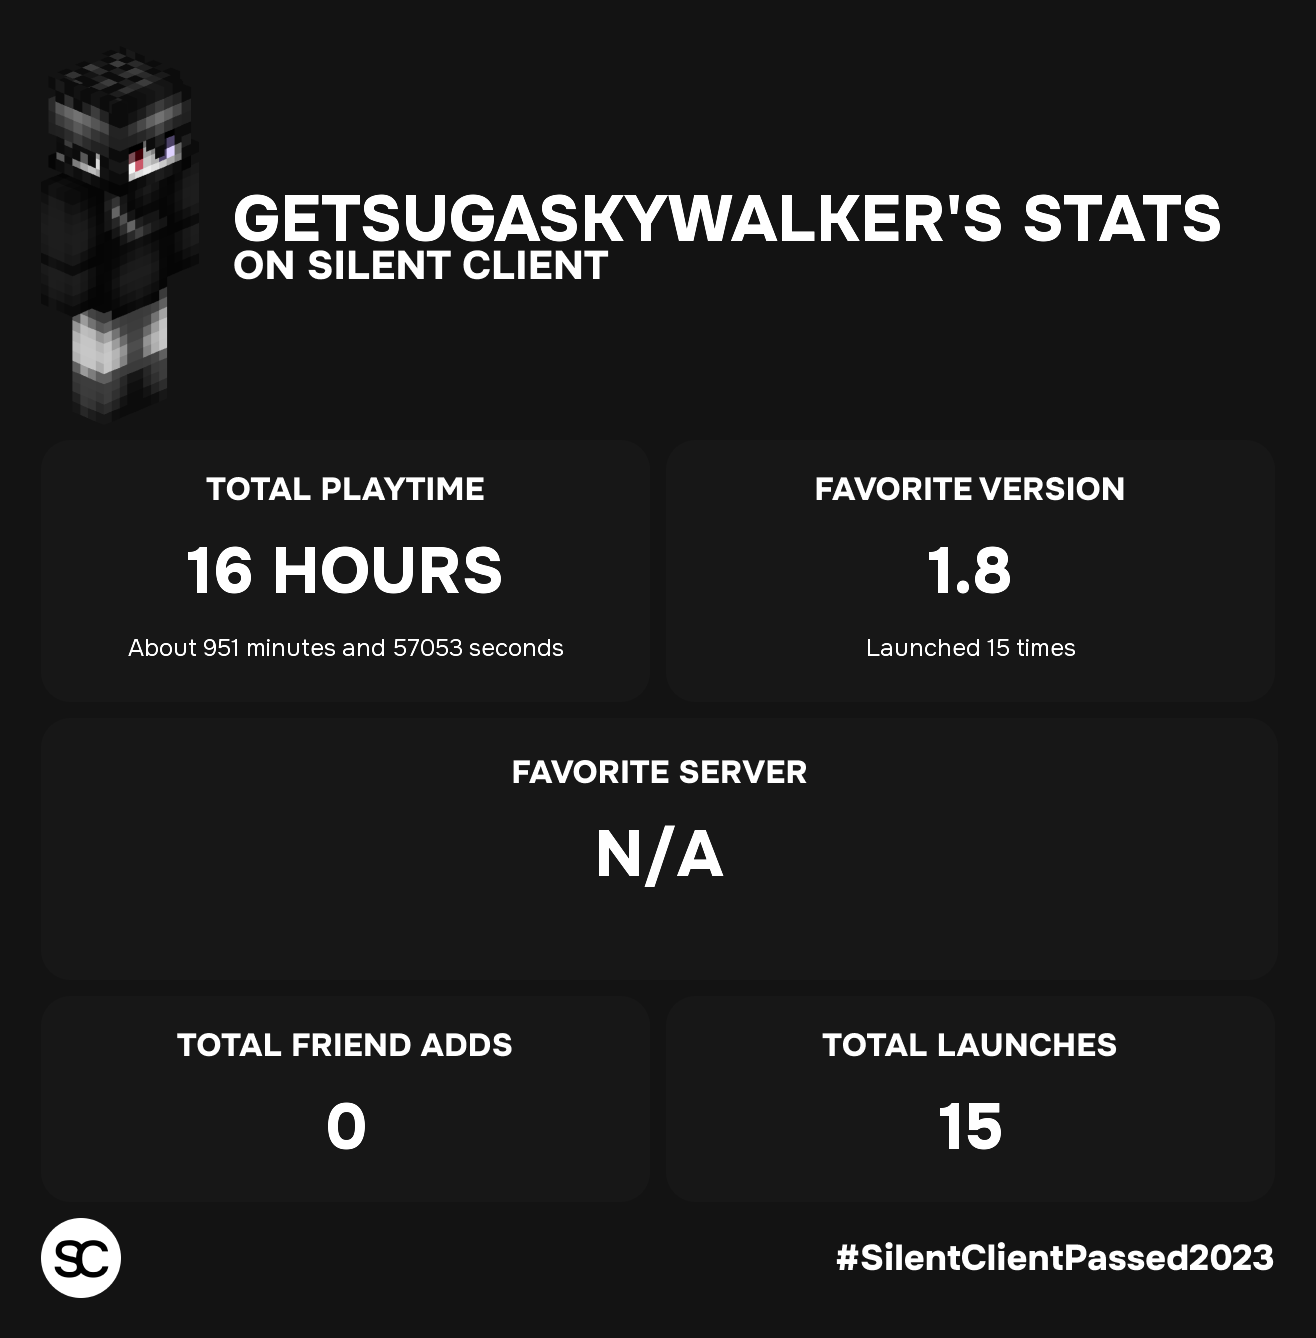 GETSUGASKYWALKER'S STATS
ON SILENT CLIENT
TOTAL PLAYTIME
16 HOURS
About 951 minutes and 57053 seconds
FAVORITE VERSION
1.8
Launched 15 times
FAVORITE SERVER
N/A
TOTAL FRIEND ADDS
0
TOTAL LAUNCHES
15
SC
#SilentClientPassed2023